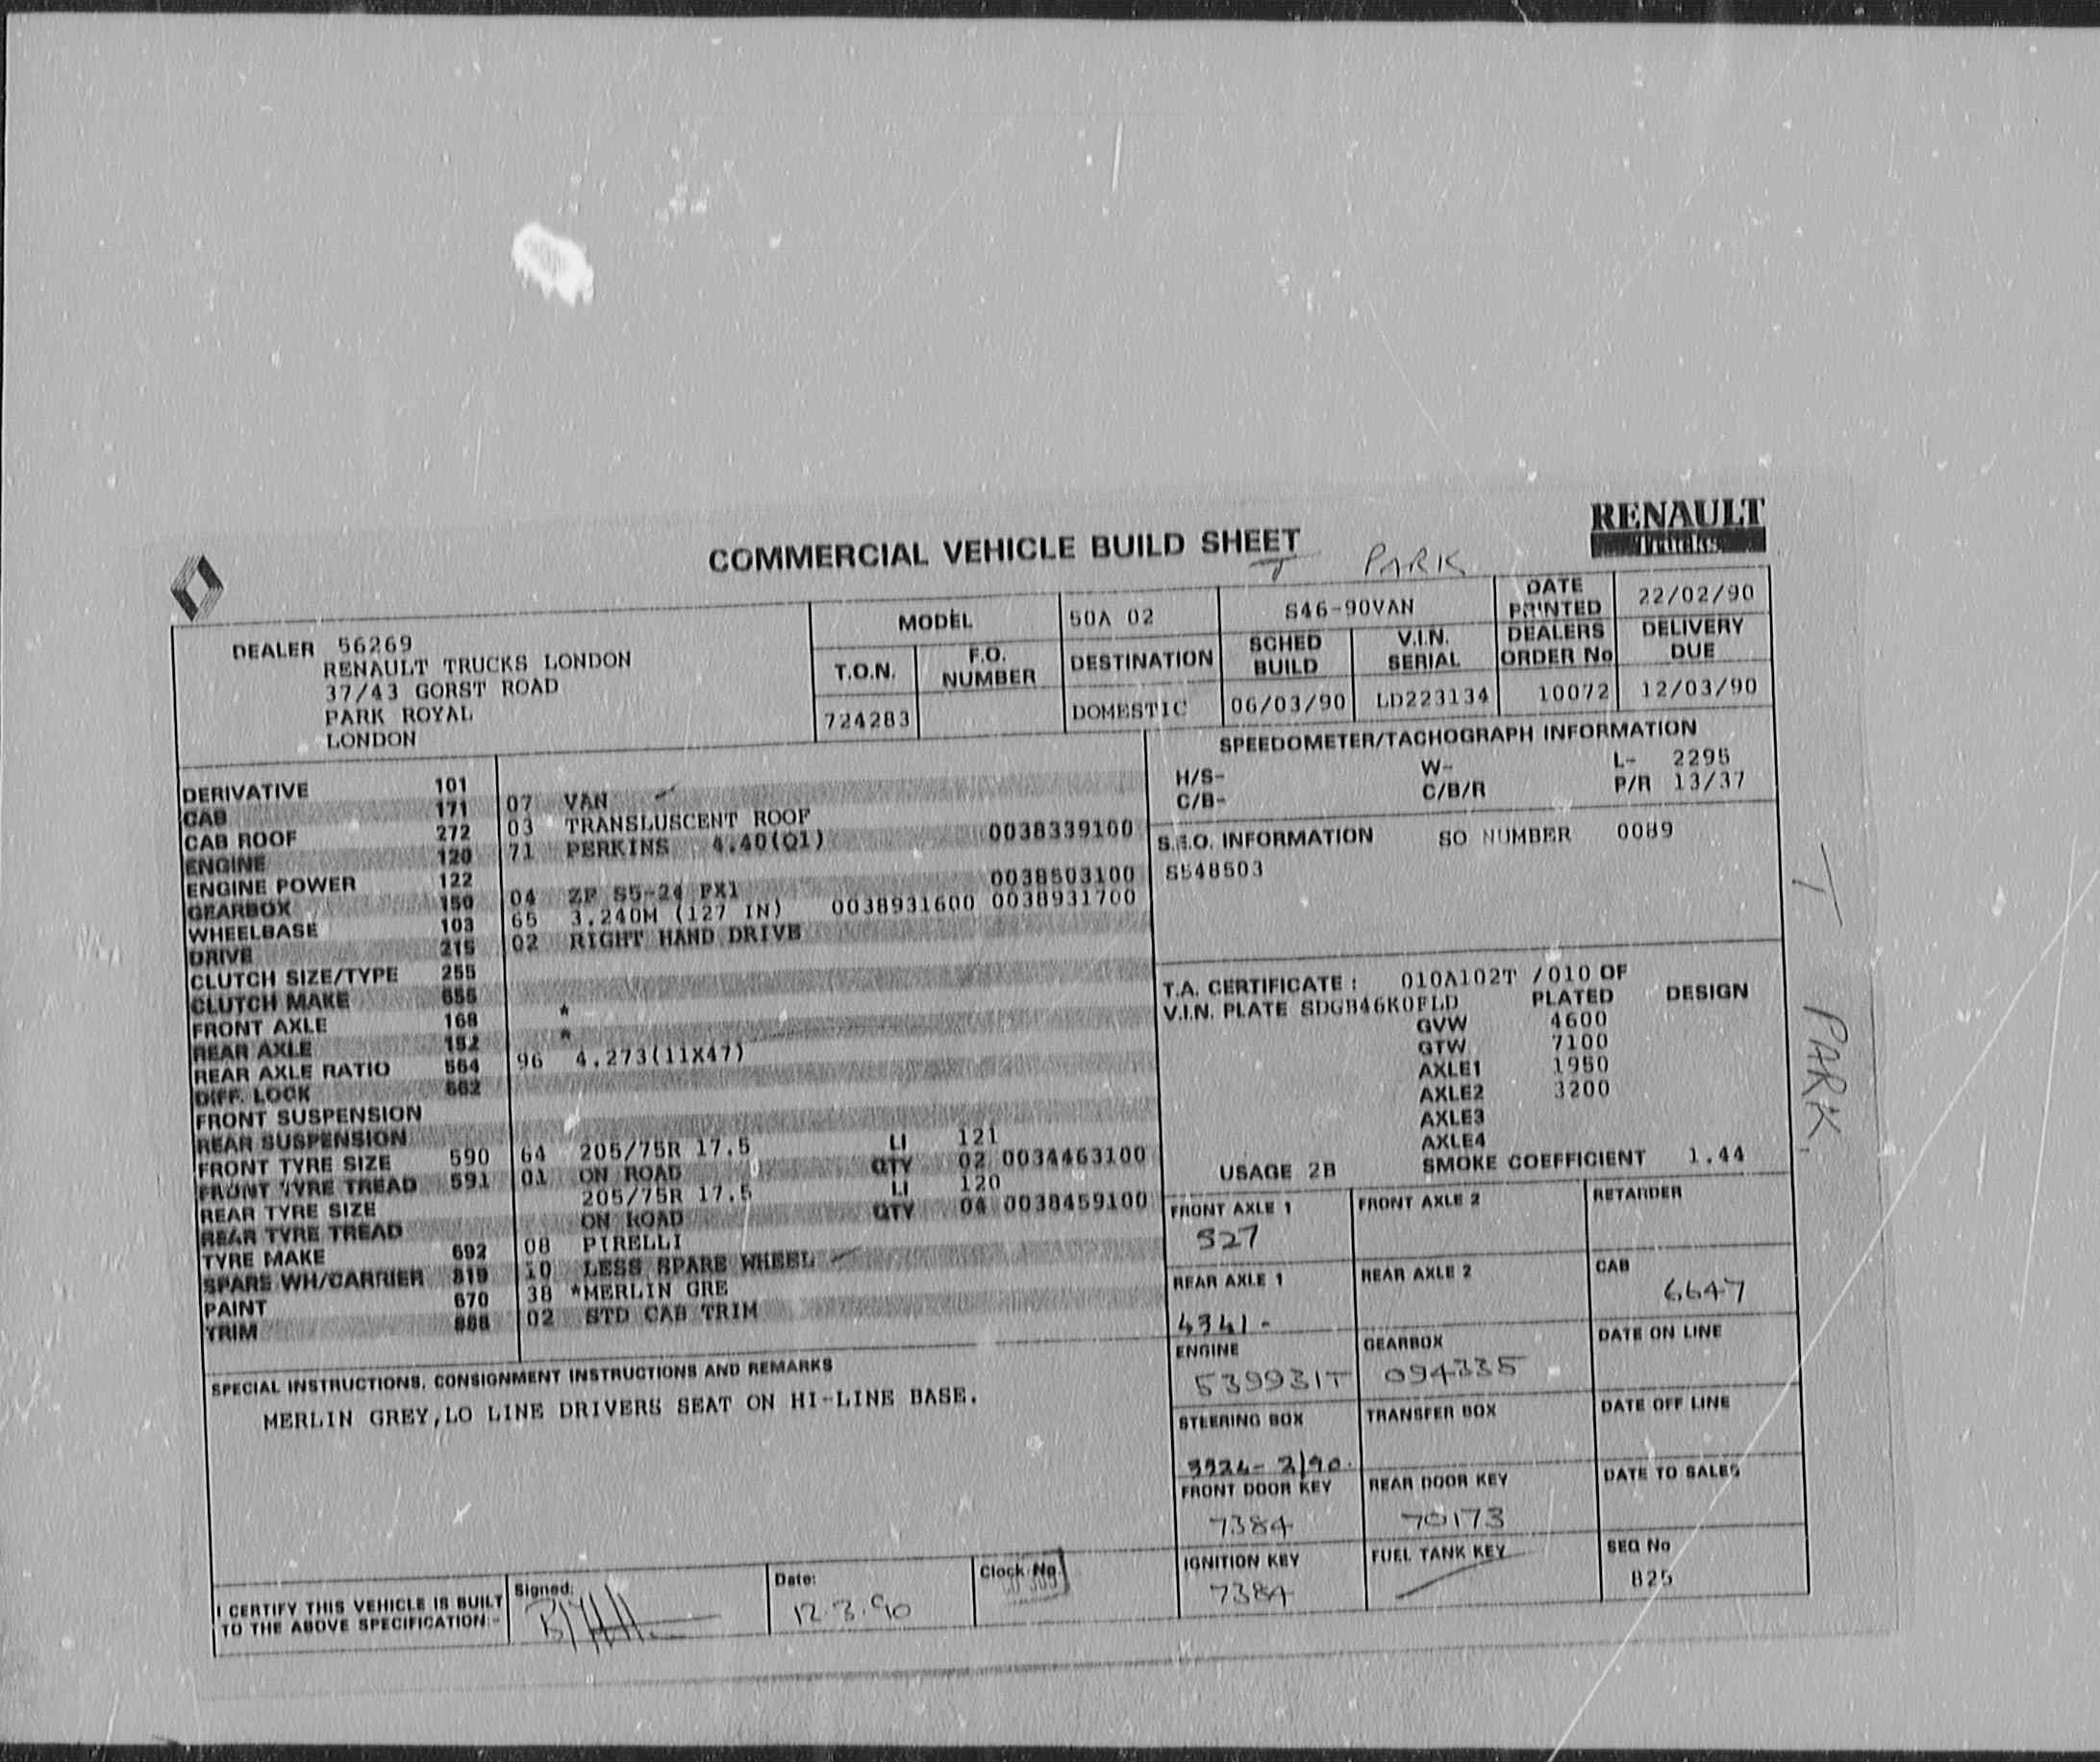 COMMERCIAL VEHICLE BUILD SHEET
T PARK
RENAULT
Trucks
DEALER 56269
RENAULT TRUCKS LONDON
37/43 GORST ROAD
PARK ROYAL
LONDON
MODEL 50A 02 S46-90VAN DATE PRINTED 22/02/90
T.O.N. F.O. NUMBER DESTINATION SCHED BUILD V.I.N. SERIAL DEALERS ORDER No DELIVERY DUE
724283 DOMESTIC 06/03/90 LD223134 10072 12/03/90
DERIVATIVE 101
CAB 171 07 VAN
CAB ROOF 272 03 TRANSLUSCENT ROOF
ENGINE 120 71 PERKINS 4.40(Q1) 0038339100
ENGINE POWER 122
GEARBOX 150 04 ZF S5-24 PX1 0038503100
WHEELBASE 103 65 3.240M (127 IN) 0038931600 0038931700
DRIVE 215 02 RIGHT HAND DRIVE
CLUTCH SIZE/TYPE 255
CLUTCH MAKE 655
FRONT AXLE 168 *
REAR AXLE 152 *
REAR AXLE RATIO 564 96 4.273(11X47)
DIFF. LOCK 562
FRONT SUSPENSION
REAR SUSPENSION
FRONT TYRE SIZE 590 64 205/75R 17.5 LI 121
FRONT TYRE TREAD 591 01 ON ROAD QTY 02 0034463100
REAR TYRE SIZE 205/75R 17.5 LI 120
REAR TYRE TREAD ON ROAD QTY 04 0038459100
TYRE MAKE 692 08 PIRELLI
SPARE WH/CARRIER 819 10 LESS SPARE WHEEL
PAINT 670 38 *MERLIN GRE
TRIM 888 02 STD CAB TRIM
SPECIAL INSTRUCTIONS, CONSIGNMENT INSTRUCTIONS AND REMARKS
MERLIN GREY,LO LINE DRIVERS SEAT ON HI-LINE BASE.
SPEEDOMETER/TACHOGRAPH INFORMATION
H/S- W- L- 2295
C/B- C/B/R P/R 13/37
S.E.O. INFORMATION SO NUMBER 0089
S548503
T.A. CERTIFICATE : 010A102T /010 OF
V.I.N. PLATE SDGB46K0FLD PLATED DESIGN
GVW 4600
GTW 7100
AXLE1 1950
AXLE2 3200
AXLE3
AXLE4
USAGE 2B SMOKE COEFFICIENT 1.44
FRONT AXLE 1 FRONT AXLE 2 RETARDER
527
REAR AXLE 1 REAR AXLE 2 CAB
4341- 6647
ENGINE GEARBOX DATE ON LINE
539931T 094335
STEERING BOX TRANSFER BOX DATE OFF LINE
3924- 2/90.
FRONT DOOR KEY REAR DOOR KEY DATE TO SALES
7384 70173
IGNITION KEY FUEL TANK KEY SEQ No
7384 825
I CERTIFY THIS VEHICLE IS BUILT
TO THE ABOVE SPECIFICATION:-
Signed:
Date:
12.3.90
Clock No.
T PARK.